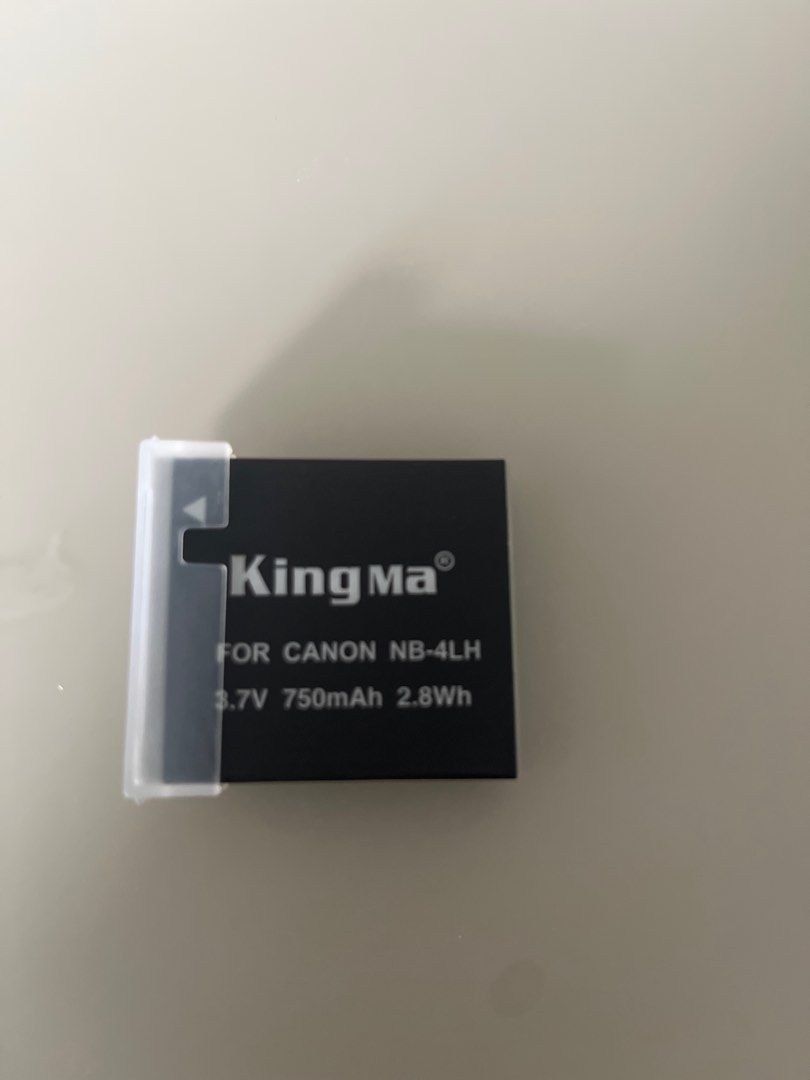 KingMa®
FOR CANON NB-4LH
3.7V 750mAh 2.8Wh